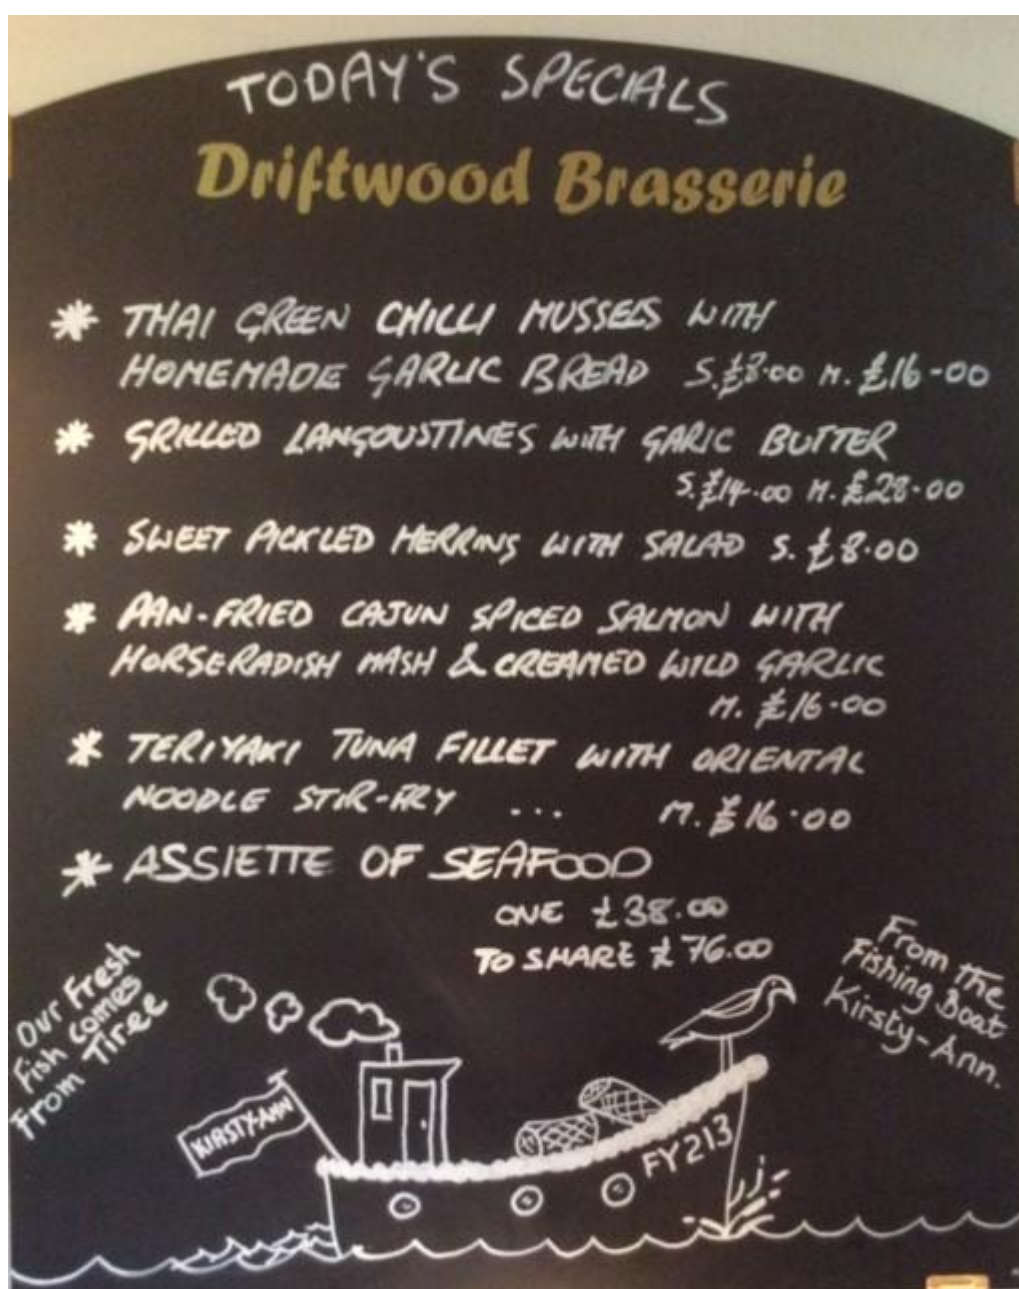 TODAY'S SPECIALS
Driftwood Brasserie
* THAI GREEN CHILLI MUSSELS WITH
HOMEMADE GARLIC BREAD S.£8.00 M.£16-00
* GRILLED LANGOUSTINES WITH GARIC BUTTER
S.£14.00 M.£28.00
* SWEET PICKLED HERRING WITH SALAD S.£8.00
* PAN-FRIED CAJUN SPICED SALMON WITH
HORSERADISH MASH & CREAMED WILD GARLIC
M.£16.00
* TERIYAKI TUNA FILLET WITH ORIENTAL
NOODLE STIR-FRY ... M.£16.00
* ASSIETTE OF SEAFOOD
ONE £38.00
TO SHARE £76.00
Our Fresh
Fish comes
From Tiree
From the
Fishing Boat
Kirsty-Ann.
KIRSTY-ANN
FY213